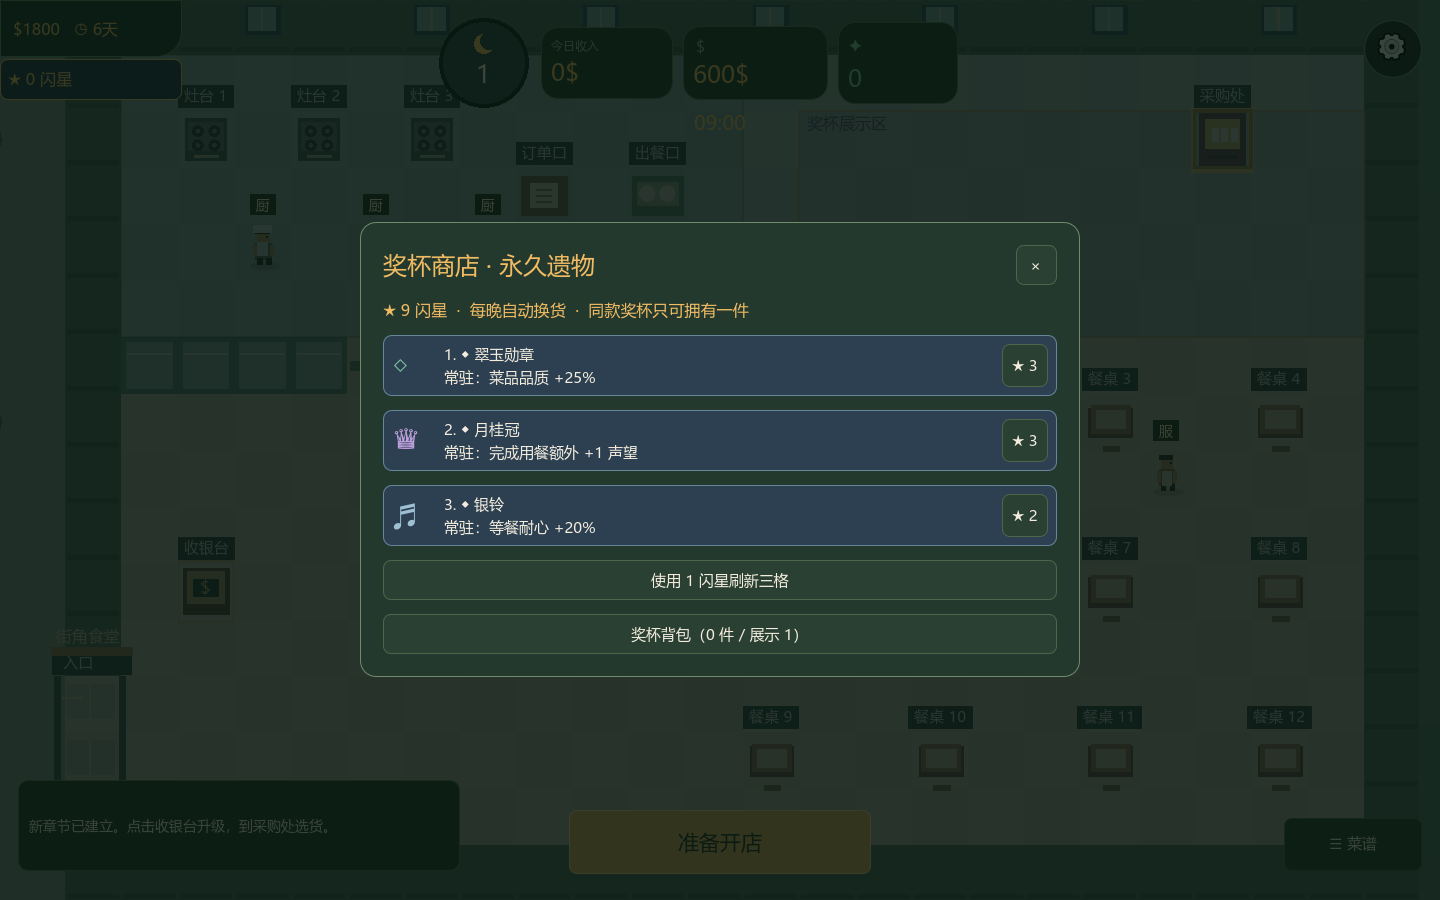 $1800 ◷ 6天
★ 0 闪星
1
今日收入
0$
$
600$
✦
0
09:00
灶台 1
灶台 2
灶台 3
采购处
奖杯展示区
订单口
出餐口
厨
厨
厨
奖杯商店 · 永久遗物
×
★ 9 闪星 · 每晚自动换货 · 同款奖杯只可拥有一件
1. ◆ 翠玉勋章
常驻：菜品品质 +25%
★ 3
2. ◆ 月桂冠
常驻：完成用餐额外 +1 声望
★ 3
3. ◆ 银铃
常驻：等餐耐心 +20%
★ 2
使用 1 闪星刷新三格
奖杯背包（0 件 / 展示 1）
餐桌 3
餐桌 4
服
收银台
$
餐桌 7
餐桌 8
街角食堂
入口
餐桌 9
餐桌 10
餐桌 11
餐桌 12
新章节已建立。点击收银台升级，到采购处选货。
准备开店
☰ 菜谱